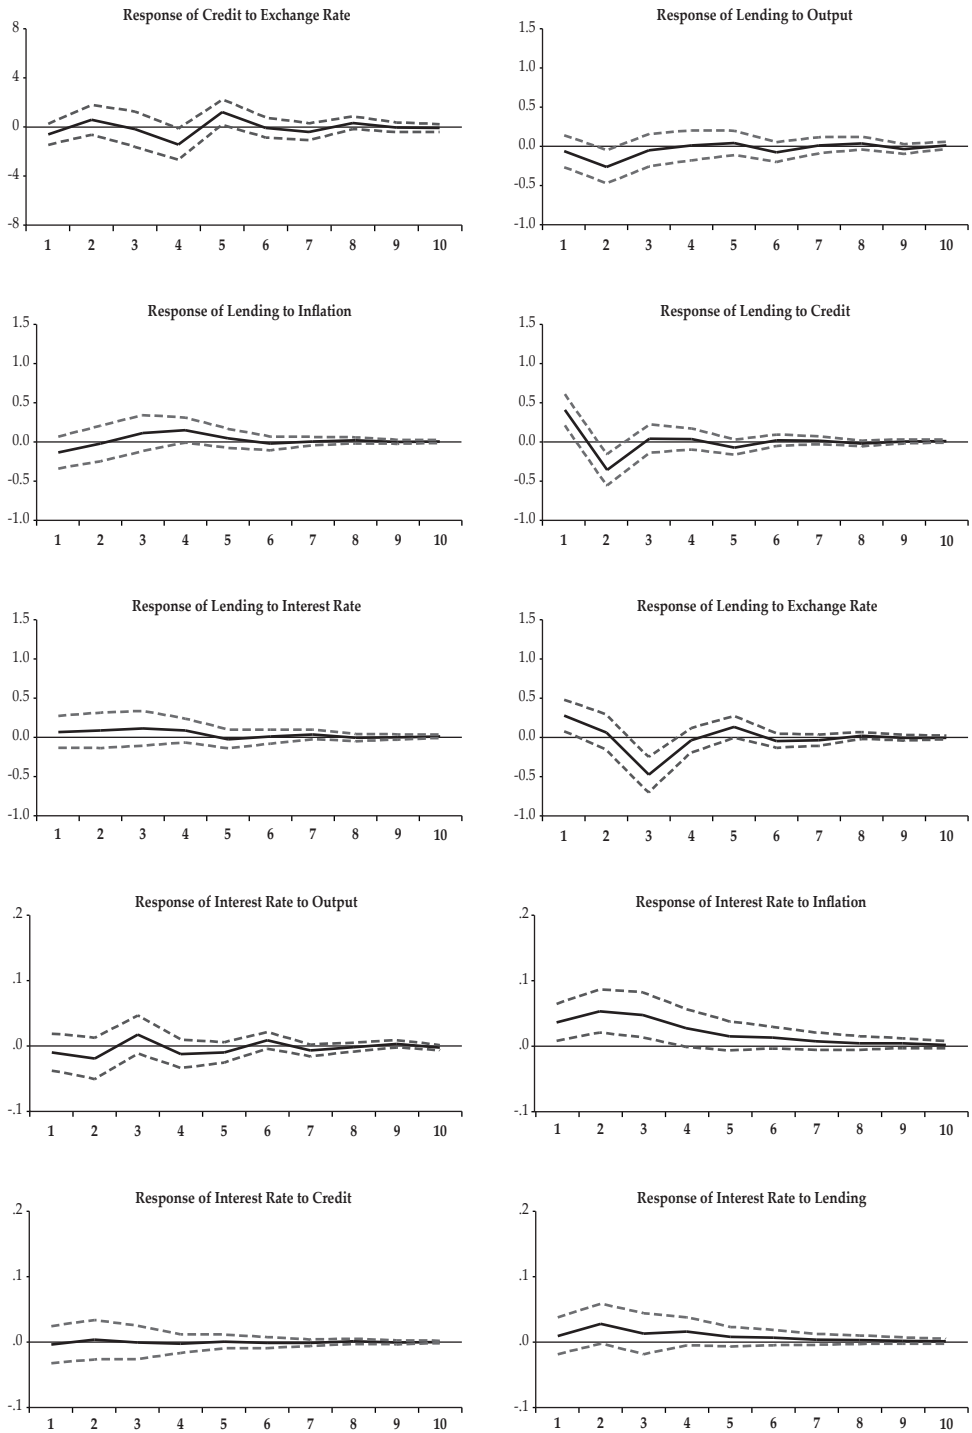 Response of Credit to Exchange Rate
8
4
0
-4
-8
1 2 3 4 5 6 7 8 9 10
Response of Lending to Output
1.5
1.0
0.5
0.0
-0.5
-1.0
1 2 3 4 5 6 7 8 9 10
Response of Lending to Inflation
1.5
1.0
0.5
0.0
-0.5
-1.0
1 2 3 4 5 6 7 8 9 10
Response of Lending to Credit
1.5
1.0
0.5
0.0
-0.5
-1.0
1 2 3 4 5 6 7 8 9 10
Response of Lending to Interest Rate
1.5
1.0
0.5
0.0
-0.5
-1.0
1 2 3 4 5 6 7 8 9 10
Response of Lending to Exchange Rate
1.5
1.0
0.5
0.0
-0.5
-1.0
1 2 3 4 5 6 7 8 9 10
Response of Interest Rate to Output
.2
.1
.0
-.1
1 2 3 4 5 6 7 8 9 10
Response of Interest Rate to Inflation
.2
.1
.0
-.1
1 2 3 4 5 6 7 8 9 10
Response of Interest Rate to Credit
.2
.1
.0
-.1
1 2 3 4 5 6 7 8 9 10
Response of Interest Rate to Lending
.2
.1
.0
-.1
1 2 3 4 5 6 7 8 9 10